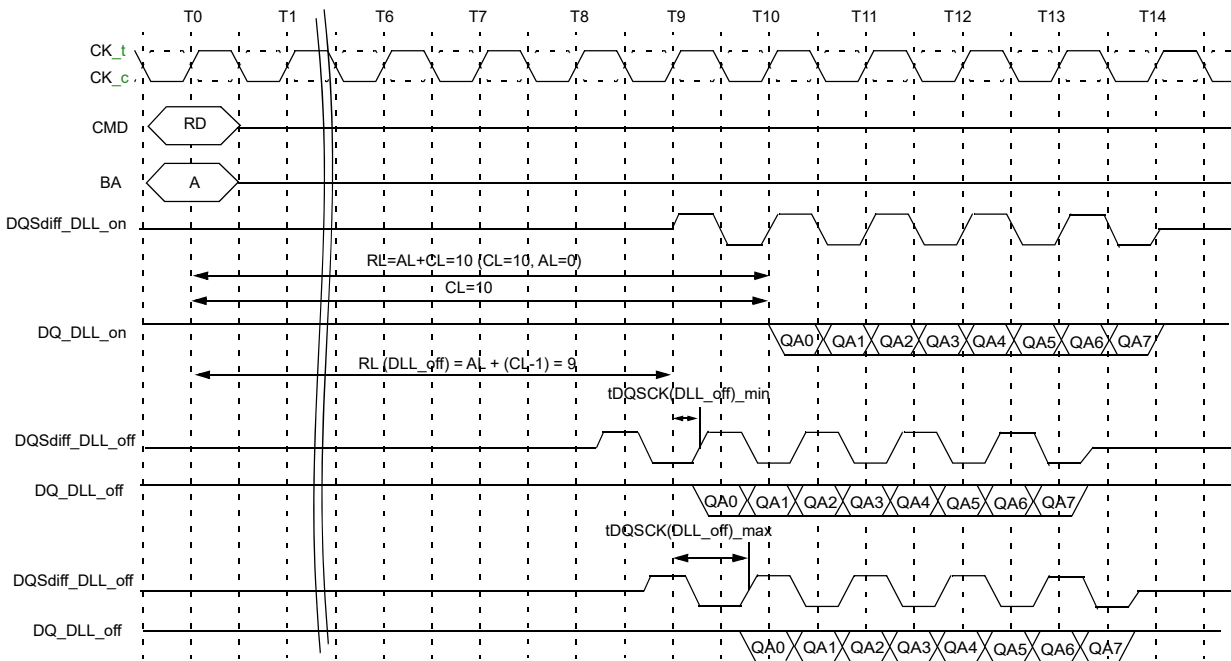 T0 T1 T6 T7 T8 T9 T10 T11 T12 T13 T14
CK_t
CK_c
CMD RD
BA A
DQSdiff_DLL_on
RL=AL+CL=10 (CL=10, AL=0)
CL=10
DQ_DLL_on QA0 QA1 QA2 QA3 QA4 QA5 QA6 QA7
RL (DLL_off) = AL + (CL-1) = 9
tDQSCK(DLL_off)_min
DQSdiff_DLL_off
DQ_DLL_off QA0 QA1 QA2 QA3 QA4 QA5 QA6 QA7
tDQSCK(DLL_off)_max
DQSdiff_DLL_off
DQ_DLL_off QA0 QA1 QA2 QA3 QA4 QA5 QA6 QA7